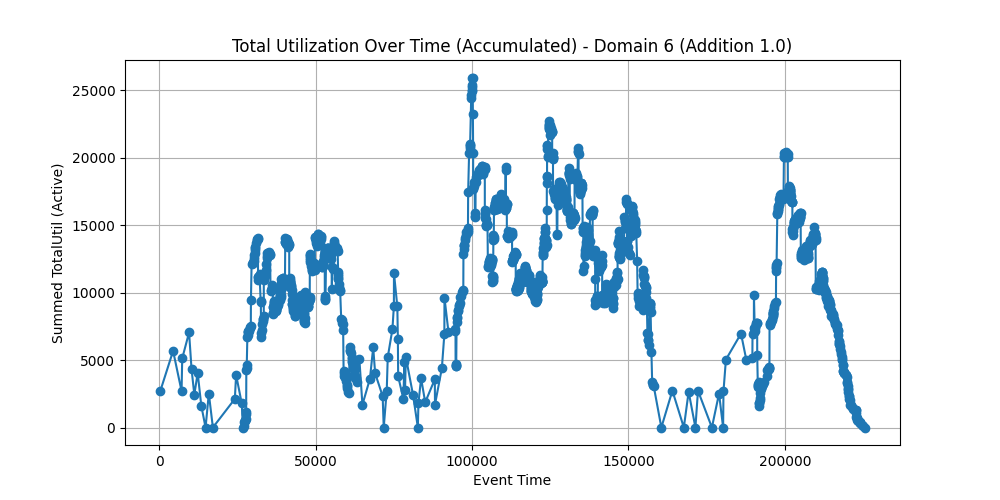 Total Utilization Over Time (Accumulated) - Domain 6 (Addition 1.0)
Summed TotalUtil (Active)
25000
20000
15000
10000
5000
0
0 50000 100000 150000 200000
Event Time